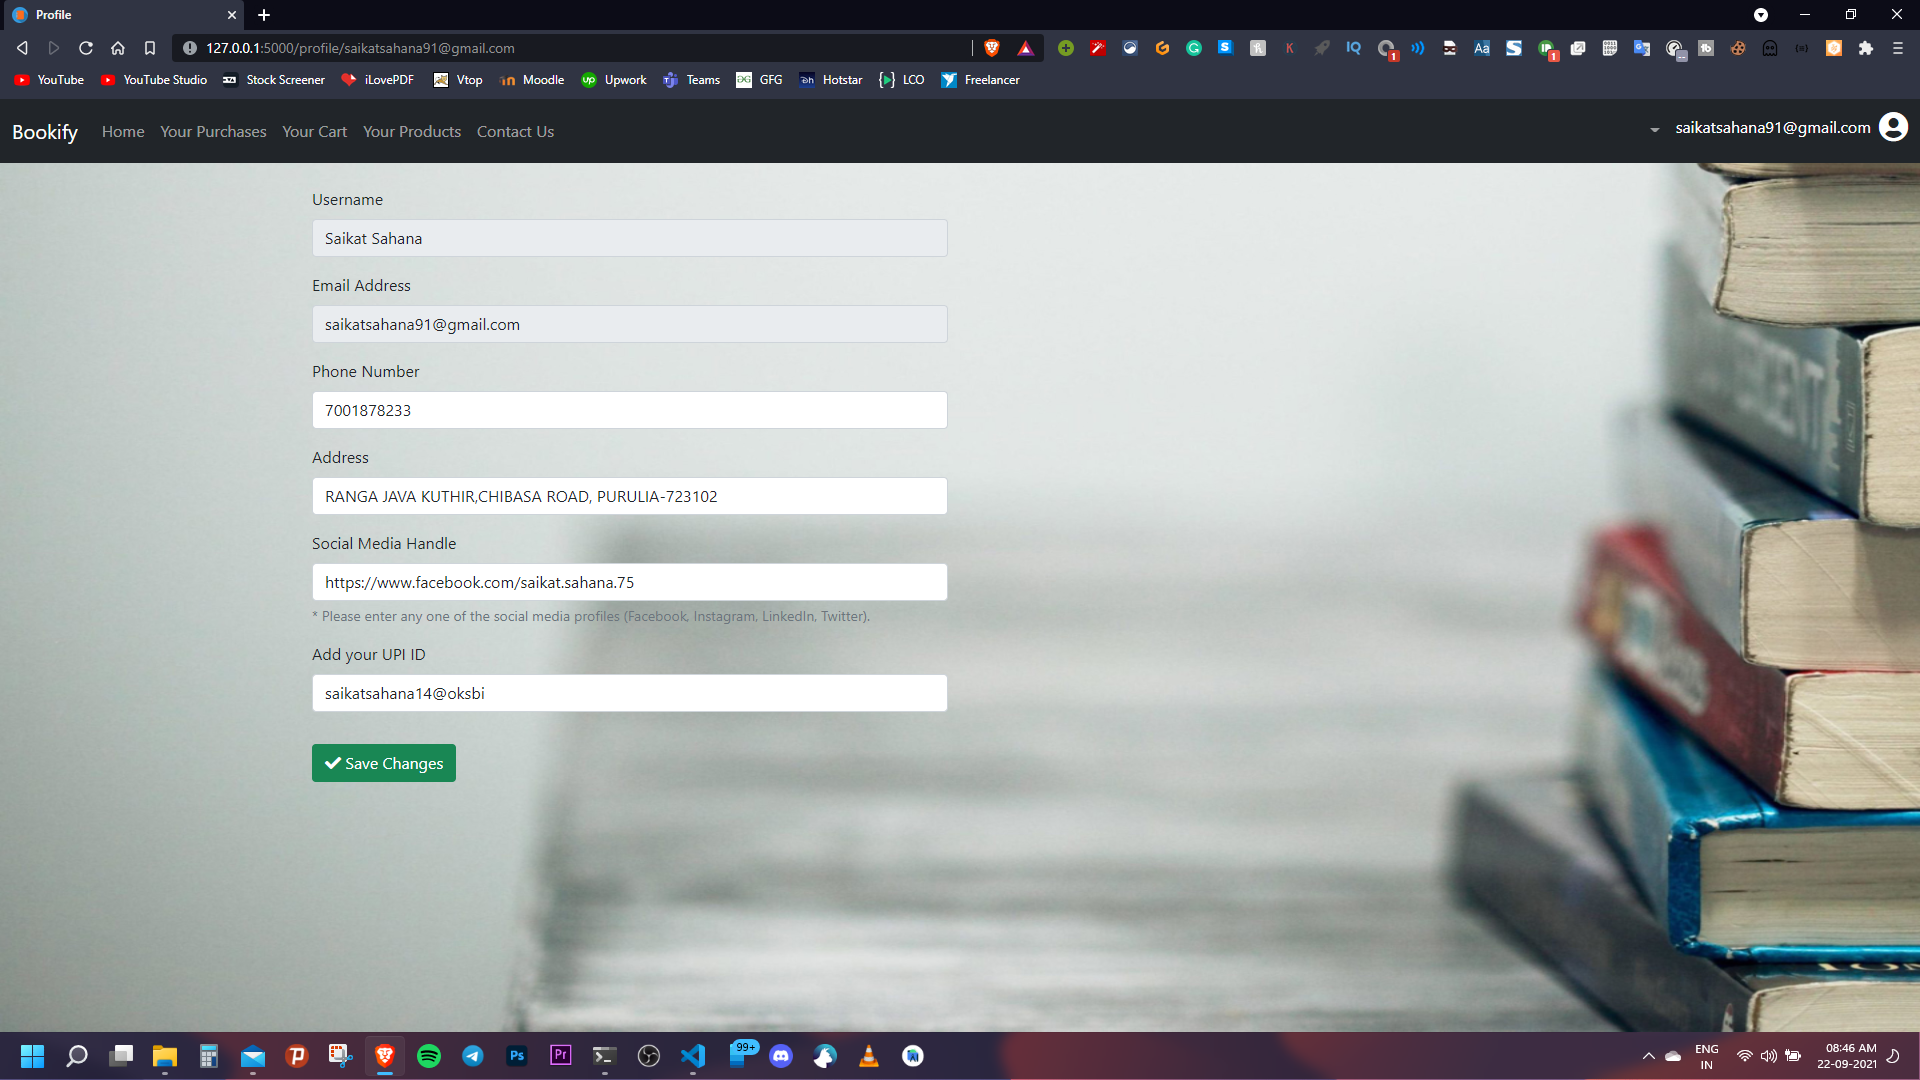 Profile
127.0.0.1:5000/profile/saikatsahana91@gmail.com
YouTube YouTube Studio Stock Screener iLovePDF Vtop Moodle Upwork Teams GFG Hotstar LCO Freelancer
Bookify Home Your Purchases Your Cart Your Products Contact Us saikatsahana91@gmail.com
Username
Saikat Sahana
Email Address
saikatsahana91@gmail.com
Phone Number
7001878233
Address
RANGA JAVA KUTHIR,CHIBASA ROAD, PURULIA-723102
Social Media Handle
https://www.facebook.com/saikat.sahana.75
* Please enter any one of the social media profiles (Facebook, Instagram, LinkedIn, Twitter).
Add your UPI ID
saikatsahana14@oksbi
Save Changes
99+
ENG
IN
08:46 AM
22-09-2021